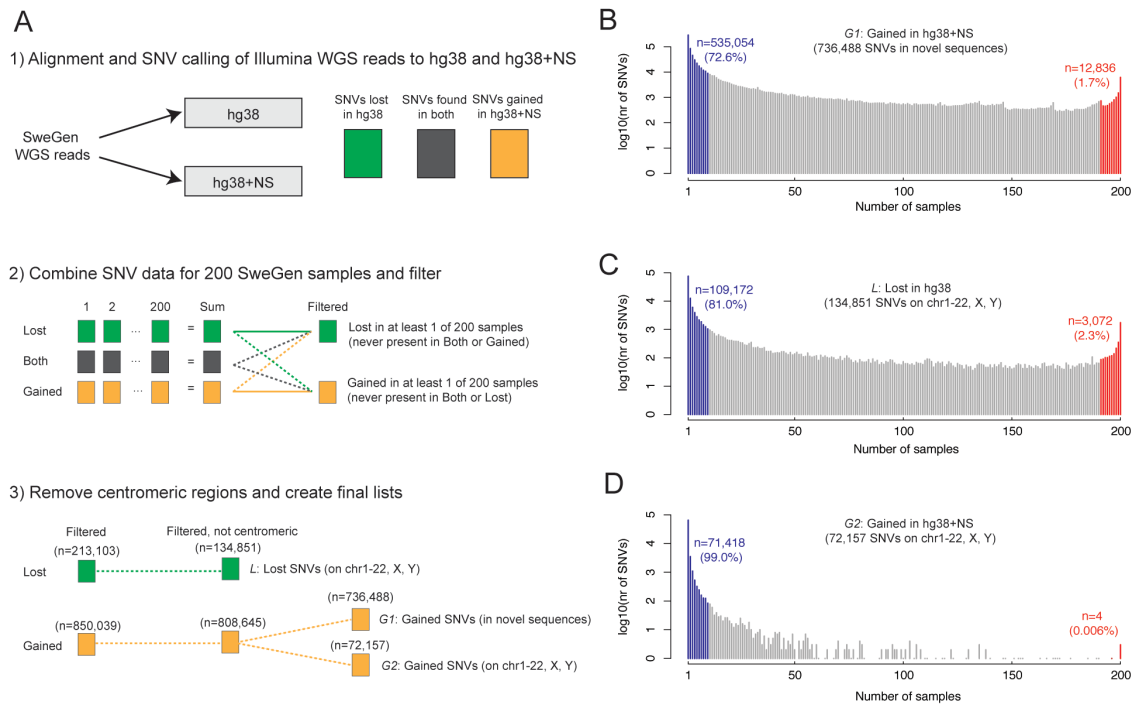 A
1) Alignment and SNV calling of Illumina WGS reads to hg38 and hg38+NS
SweGen
WGS reads
hg38
hg38+NS
SNVs lost
in hg38
SNVs found
in both
SNVs gained
in hg38+NS
2) Combine SNV data for 200 SweGen samples and filter
1 2 200 Sum Filtered
Lost ... =
Both ... =
Gained ... =
Lost in at least 1 of 200 samples
(never present in Both or Gained)
Gained in at least 1 of 200 samples
(never present in Both or Lost)
3) Remove centromeric regions and create final lists
Filtered
(n=213,103)
Filtered, not centromeric
(n=134,851)
Lost
L: Lost SNVs (on chr1-22, X, Y)
(n=850,039)
(n=808,645)
Gained
(n=736,488)
G1: Gained SNVs (in novel sequences)
(n=72,157)
G2: Gained SNVs (on chr1-22, X, Y)
B
G1: Gained in hg38+NS
(736,488 SNVs in novel sequences)
n=535,054
(72.6%)
n=12,836
(1.7%)
log10(nr of SNVs)
5
4
3
2
1
0
1 50 100 150 200
Number of samples
C
L: Lost in hg38
(134,851 SNVs on chr1-22, X, Y)
n=109,172
(81.0%)
n=3,072
(2.3%)
log10(nr of SNVs)
5
4
3
2
1
0
1 50 100 150 200
Number of samples
D
G2: Gained in hg38+NS
(72,157 SNVs on chr1-22, X, Y)
n=71,418
(99.0%)
n=4
(0.006%)
log10(nr of SNVs)
5
4
3
2
1
0
1 50 100 150 200
Number of samples